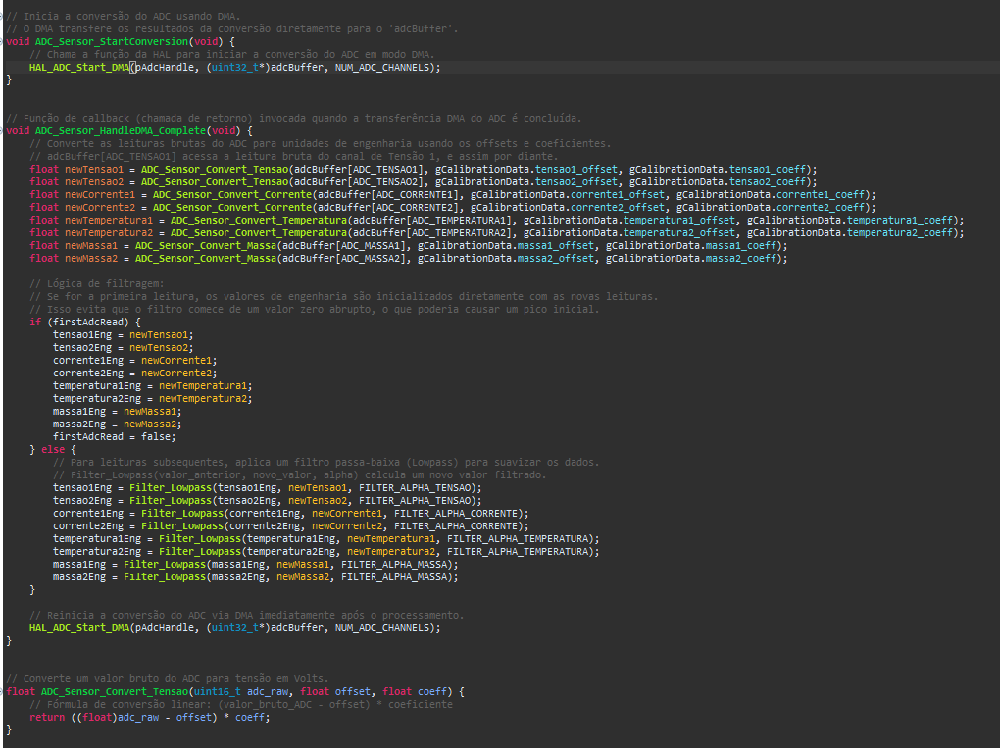 // Inicia a conversão do ADC usando DMA.
// O DMA transfere os resultados da conversão diretamente para o 'adcBuffer'.
void ADC_Sensor_StartConversion(void) {
    // Chama a função da HAL para iniciar a conversão do ADC em modo DMA.
    HAL_ADC_Start_DMA(pAdcHandle, (uint32_t*)adcBuffer, NUM_ADC_CHANNELS);
}
// Função de callback (chamada de retorno) invocada quando a transferência DMA do ADC é concluída.
void ADC_Sensor_HandleDMA_Complete(void) {
    // Converte as leituras brutas do ADC para unidades de engenharia usando os offsets e coeficientes.
    // adcBuffer[ADC_TENSAO1] acessa a leitura bruta do canal de Tensão 1, e assim por diante.
    float newTensao1 = ADC_Sensor_Convert_Tensao(adcBuffer[ADC_TENSAO1], gCalibrationData.tensao1_offset, gCalibrationData.tensao1_coeff);
    float newTensao2 = ADC_Sensor_Convert_Tensao(adcBuffer[ADC_TENSAO2], gCalibrationData.tensao2_offset, gCalibrationData.tensao2_coeff);
    float newCorrente1 = ADC_Sensor_Convert_Corrente(adcBuffer[ADC_CORRENTE1], gCalibrationData.corrente1_offset, gCalibrationData.corrente1_coeff);
    float newCorrente2 = ADC_Sensor_Convert_Corrente(adcBuffer[ADC_CORRENTE2], gCalibrationData.corrente2_offset, gCalibrationData.corrente2_coeff);
    float newTemperatura1 = ADC_Sensor_Convert_Temperatura(adcBuffer[ADC_TEMPERATURA1], gCalibrationData.temperatura1_offset, gCalibrationData.temperatura1_coeff);
    float newTemperatura2 = ADC_Sensor_Convert_Temperatura(adcBuffer[ADC_TEMPERATURA2], gCalibrationData.temperatura2_offset, gCalibrationData.temperatura2_coeff);
    float newMassa1 = ADC_Sensor_Convert_Massa(adcBuffer[ADC_MASSA1], gCalibrationData.massa1_offset, gCalibrationData.massa1_coeff);
    float newMassa2 = ADC_Sensor_Convert_Massa(adcBuffer[ADC_MASSA2], gCalibrationData.massa2_offset, gCalibrationData.massa2_coeff);
    // Lógica de filtragem:
    // Se for a primeira leitura, os valores de engenharia são inicializados diretamente com as novas leituras.
    // Isso evita que o filtro comece de um valor zero abrupto, o que poderia causar um pico inicial.
    if (firstAdcRead) {
        tensao1Eng = newTensao1;
        tensao2Eng = newTensao2;
        corrente1Eng = newCorrente1;
        corrente2Eng = newCorrente2;
        temperatura1Eng = newTemperatura1;
        temperatura2Eng = newTemperatura2;
        massa1Eng = newMassa1;
        massa2Eng = newMassa2;
        firstAdcRead = false;
    } else {
        // Para leituras subsequentes, aplica um filtro passa-baixa (Lowpass) para suavizar os dados.
        // Filter_Lowpass(valor_anterior, novo_valor, alpha) calcula um novo valor filtrado.
        tensao1Eng = Filter_Lowpass(tensao1Eng, newTensao1, FILTER_ALPHA_TENSAO);
        tensao2Eng = Filter_Lowpass(tensao2Eng, newTensao2, FILTER_ALPHA_TENSAO);
        corrente1Eng = Filter_Lowpass(corrente1Eng, newCorrente1, FILTER_ALPHA_CORRENTE);
        corrente2Eng = Filter_Lowpass(corrente2Eng, newCorrente2, FILTER_ALPHA_CORRENTE);
        temperatura1Eng = Filter_Lowpass(temperatura1Eng, newTemperatura1, FILTER_ALPHA_TEMPERATURA);
        temperatura2Eng = Filter_Lowpass(temperatura2Eng, newTemperatura2, FILTER_ALPHA_TEMPERATURA);
        massa1Eng = Filter_Lowpass(massa1Eng, newMassa1, FILTER_ALPHA_MASSA);
        massa2Eng = Filter_Lowpass(massa2Eng, newMassa2, FILTER_ALPHA_MASSA);
    }
    // Reinicia a conversão do ADC via DMA imediatamente após o processamento.
    HAL_ADC_Start_DMA(pAdcHandle, (uint32_t*)adcBuffer, NUM_ADC_CHANNELS);
}
// Converte um valor bruto do ADC para tensão em Volts.
float ADC_Sensor_Convert_Tensao(uint16_t adc_raw, float offset, float coeff) {
    // Fórmula de conversão linear: (valor_bruto_ADC - offset) * coeficiente
    return ((float)adc_raw - offset) * coeff;
}